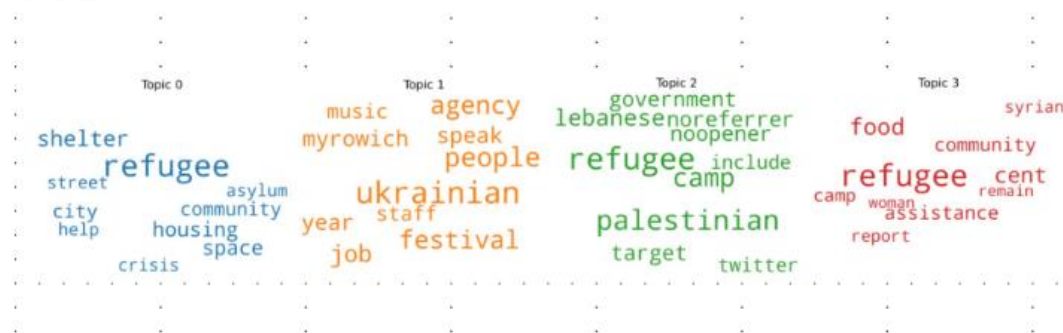 Topic 0
shelter
refugee
street
asylum
city
community
help
housing
space
crisis
Topic 1
music
agency
myrowich
speak
people
ukrainian
staff
year
festival
job
Topic 2
government
lebanese
noreferrer
noopener
refugee
include
camp
palestinian
target
twitter
Topic 3
syrian
food
community
refugee
cent
remain
camp
woman
assistance
report